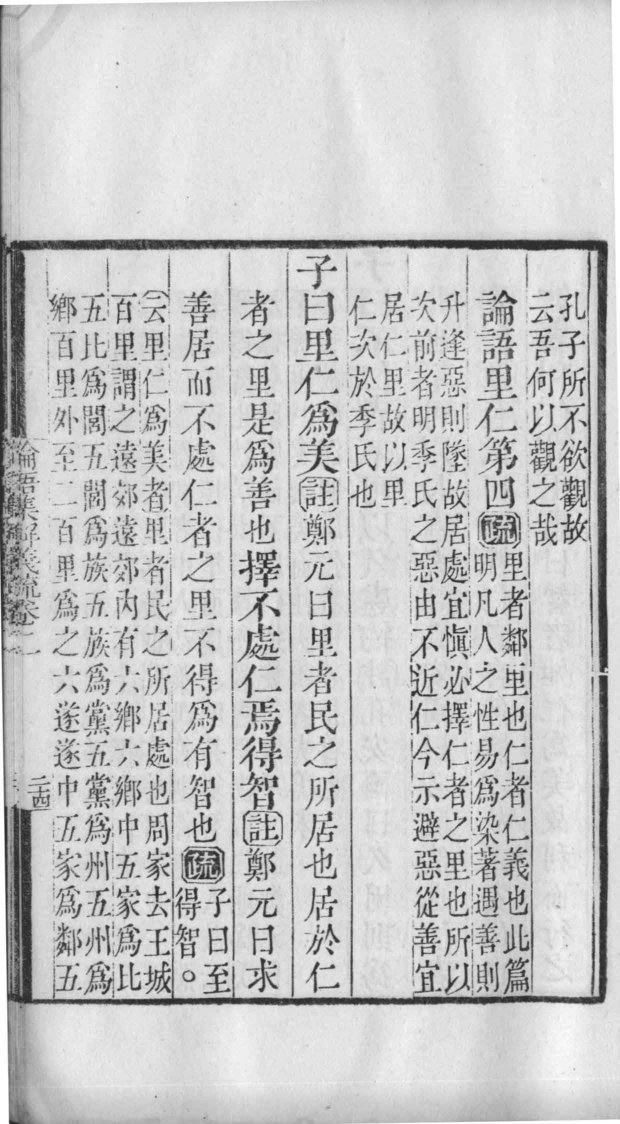 孔子所不欲觀故
云吾何以觀之哉
論語里仁第四疏
里者鄰里也仁者仁義也此篇
明凡人之性易爲染著遇善則
升逢惡則墜故居處宜愼必擇仁者之里也所以
次前者明季氏之惡由不近仁今示避惡從善宜
居仁里故以里
仁次於季氏也
子曰里仁爲美註鄭元曰里者民之所居也居於仁
者之里是爲善也擇不處仁焉得智註鄭元曰求
善居而不處仁者之里不得爲有智也疏
子曰至
得智。
云里仁爲美者里者民之所居處也周家去王城
百里謂之遠郊遠郊內有六鄉六鄉中五家爲比
五比爲閭五閭爲族五族爲黨五黨爲州五州爲
鄉百里外至二百里爲之六遂遂中五家爲鄰五
論語集解義疏卷二
二十四